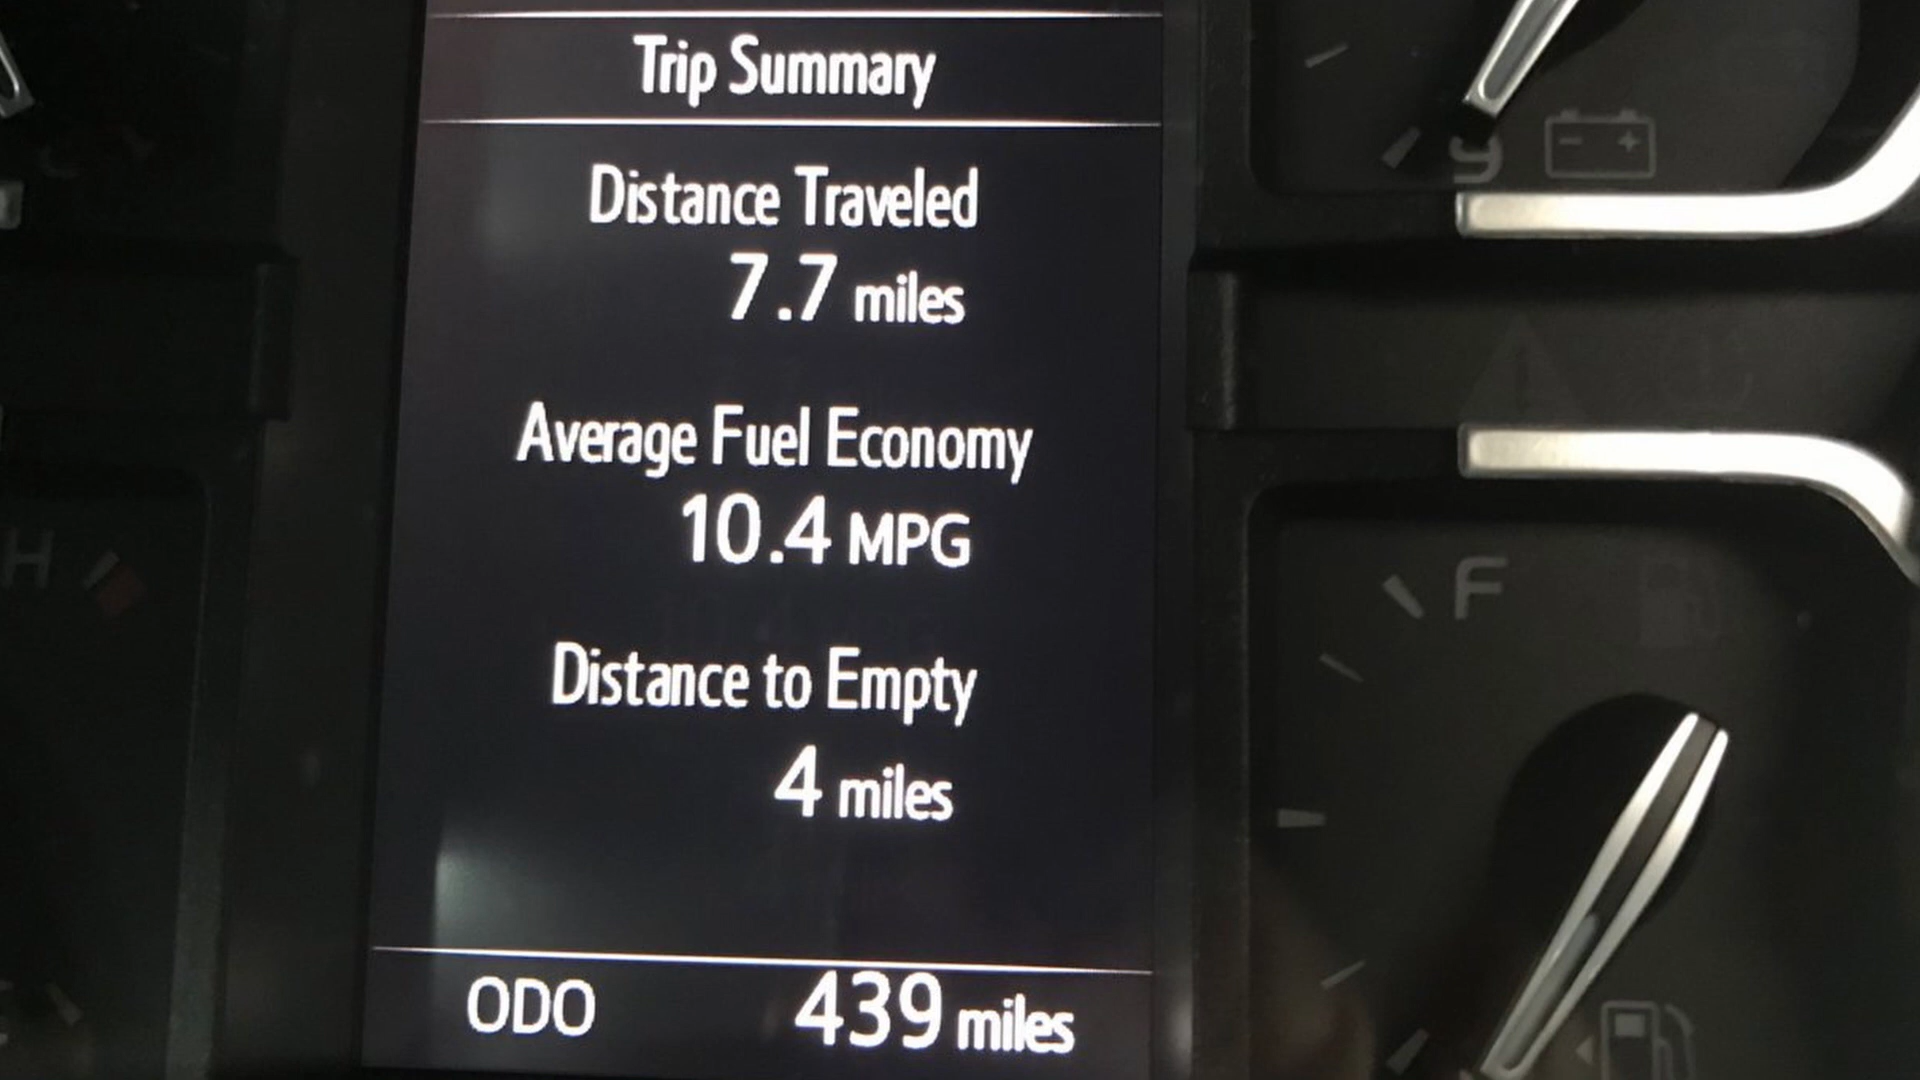 Trip Summary
Distance Traveled
7.7 miles
Average Fuel Economy
10.4 MPG
Distance to Empty
4 miles
ODO 439 miles
H
9
F